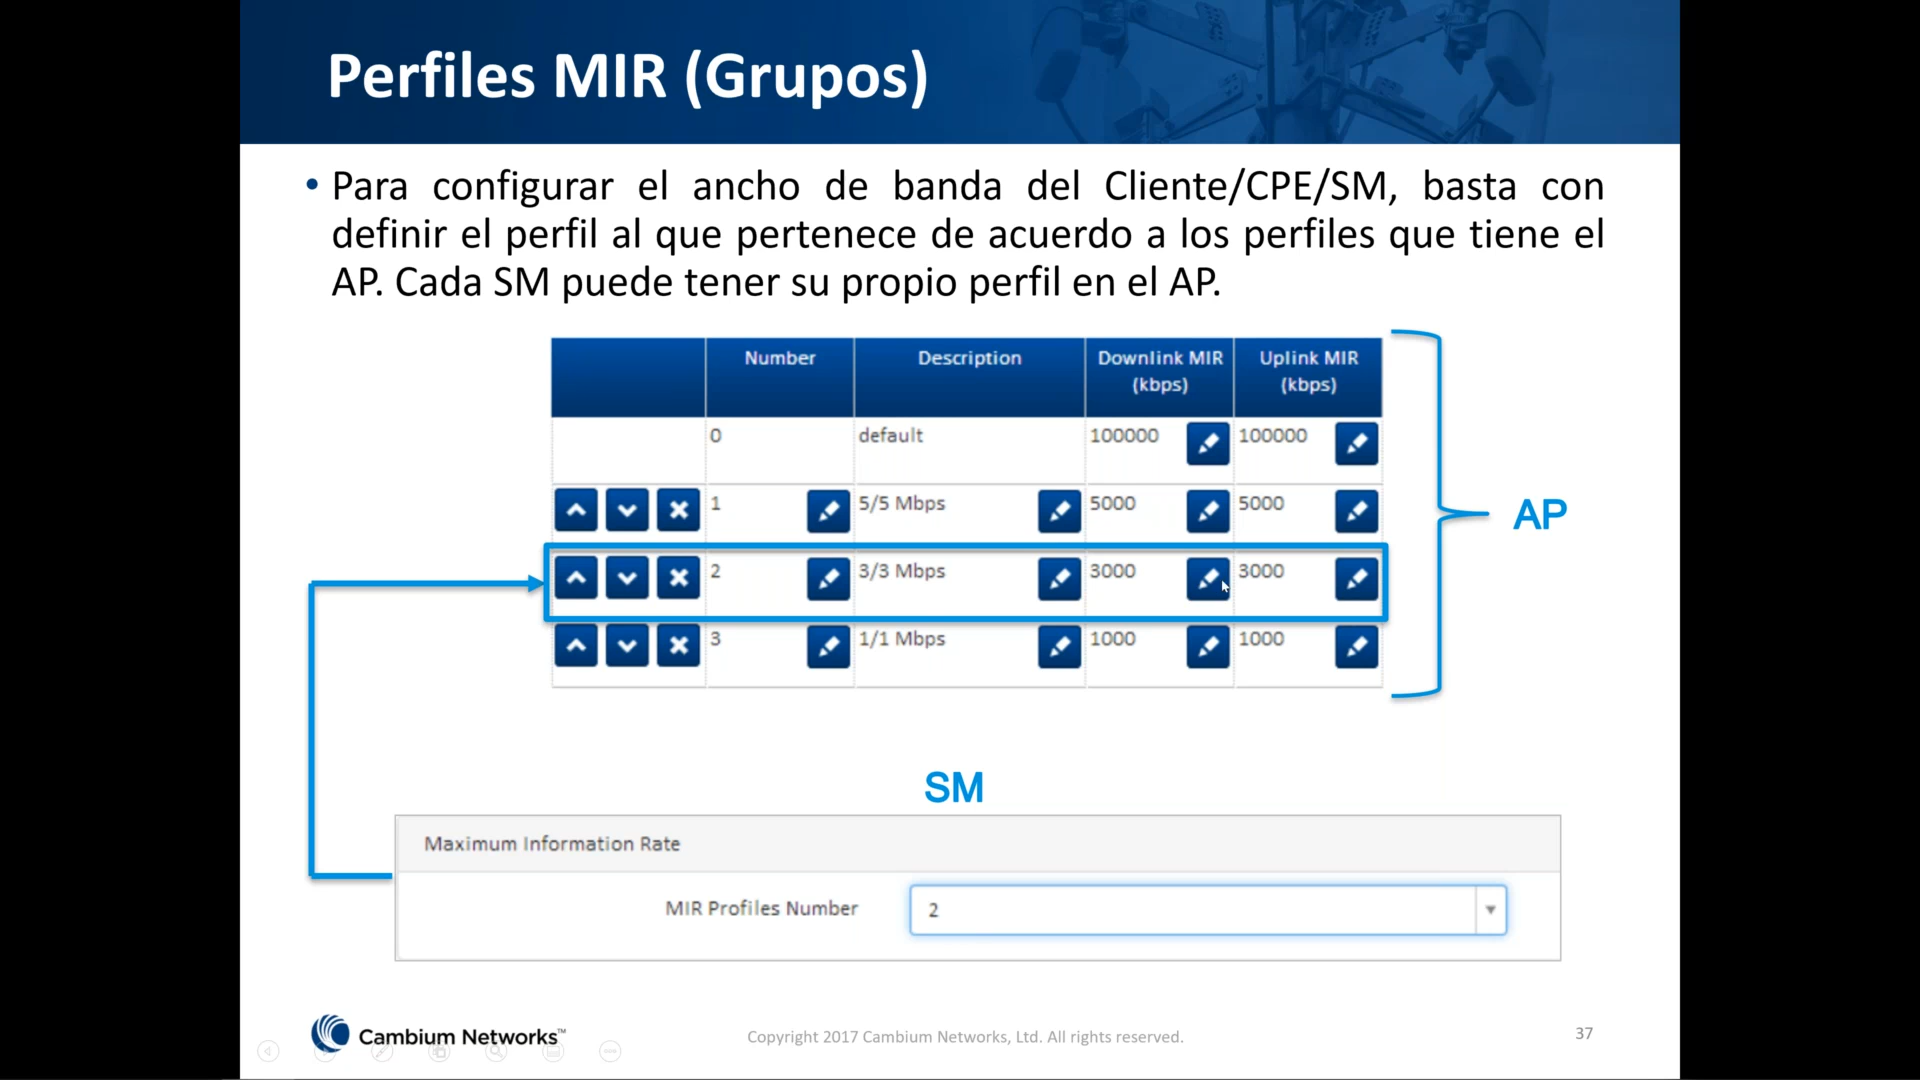 Perfiles MIR (Grupos)
• Para configurar el ancho de banda del Cliente/CPE/SM, basta con
definir el perfil al que pertenece de acuerdo a los perfiles que tiene el
AP. Cada SM puede tener su propio perfil en el AP.
Number Description Downlink MIR (kbps) Uplink MIR (kbps)
0 default 100000 100000
1 5/5 Mbps 5000 5000
2 3/3 Mbps 3000 3000
3 1/1 Mbps 1000 1000
AP
SM
Maximum Information Rate
MIR Profiles Number 2
Cambium Networks™
Copyright 2017 Cambium Networks, Ltd. All rights reserved.
37